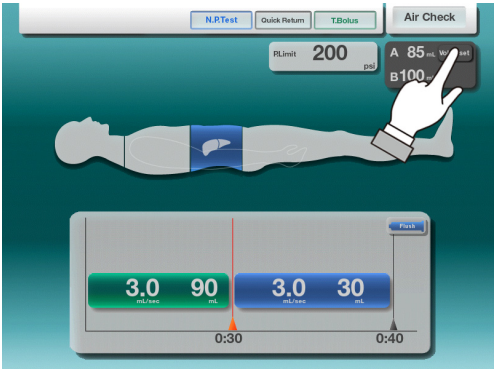 N.P.Test Quick Return T.Bolus Air Check
P.Limit 200 psi
A 85 mL
B 100
Flush
3.0 mL/sec 90 mL 3.0 mL/sec 30 mL
0:30 0:40